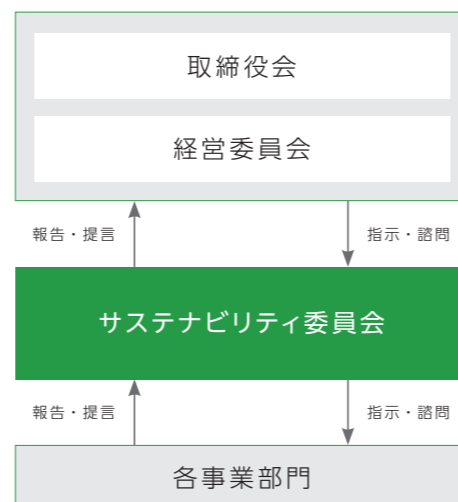 取締役会
経営委員会
報告・提言
指示・諮問
サステナビリティ委員会
報告・提言
指示・諮問
各事業部門